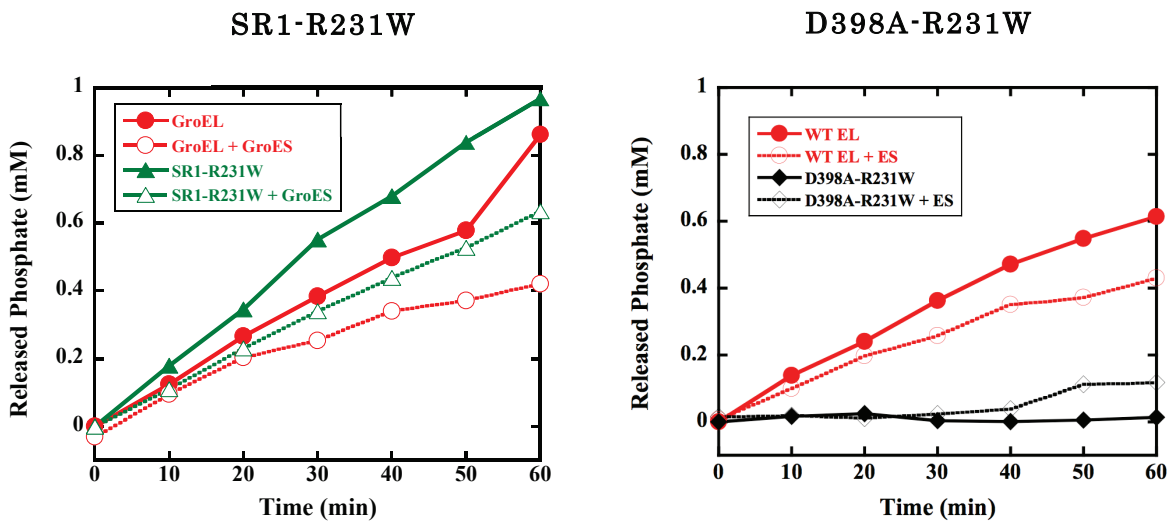 SR1-R231W
Released Phosphate (mM)
1
0.8
0.6
0.4
0.2
0
GroEL
GroEL + GroES
SR1-R231W
SR1-R231W + GroES
0 10 20 30 40 50 60
Time (min)
D398A-R231W
Released Phosphate (mM)
1
0.8
0.6
0.4
0.2
0
WT EL
WT EL + ES
D398A-R231W
D398A-R231W + ES
0 10 20 30 40 50 60
Time (min)